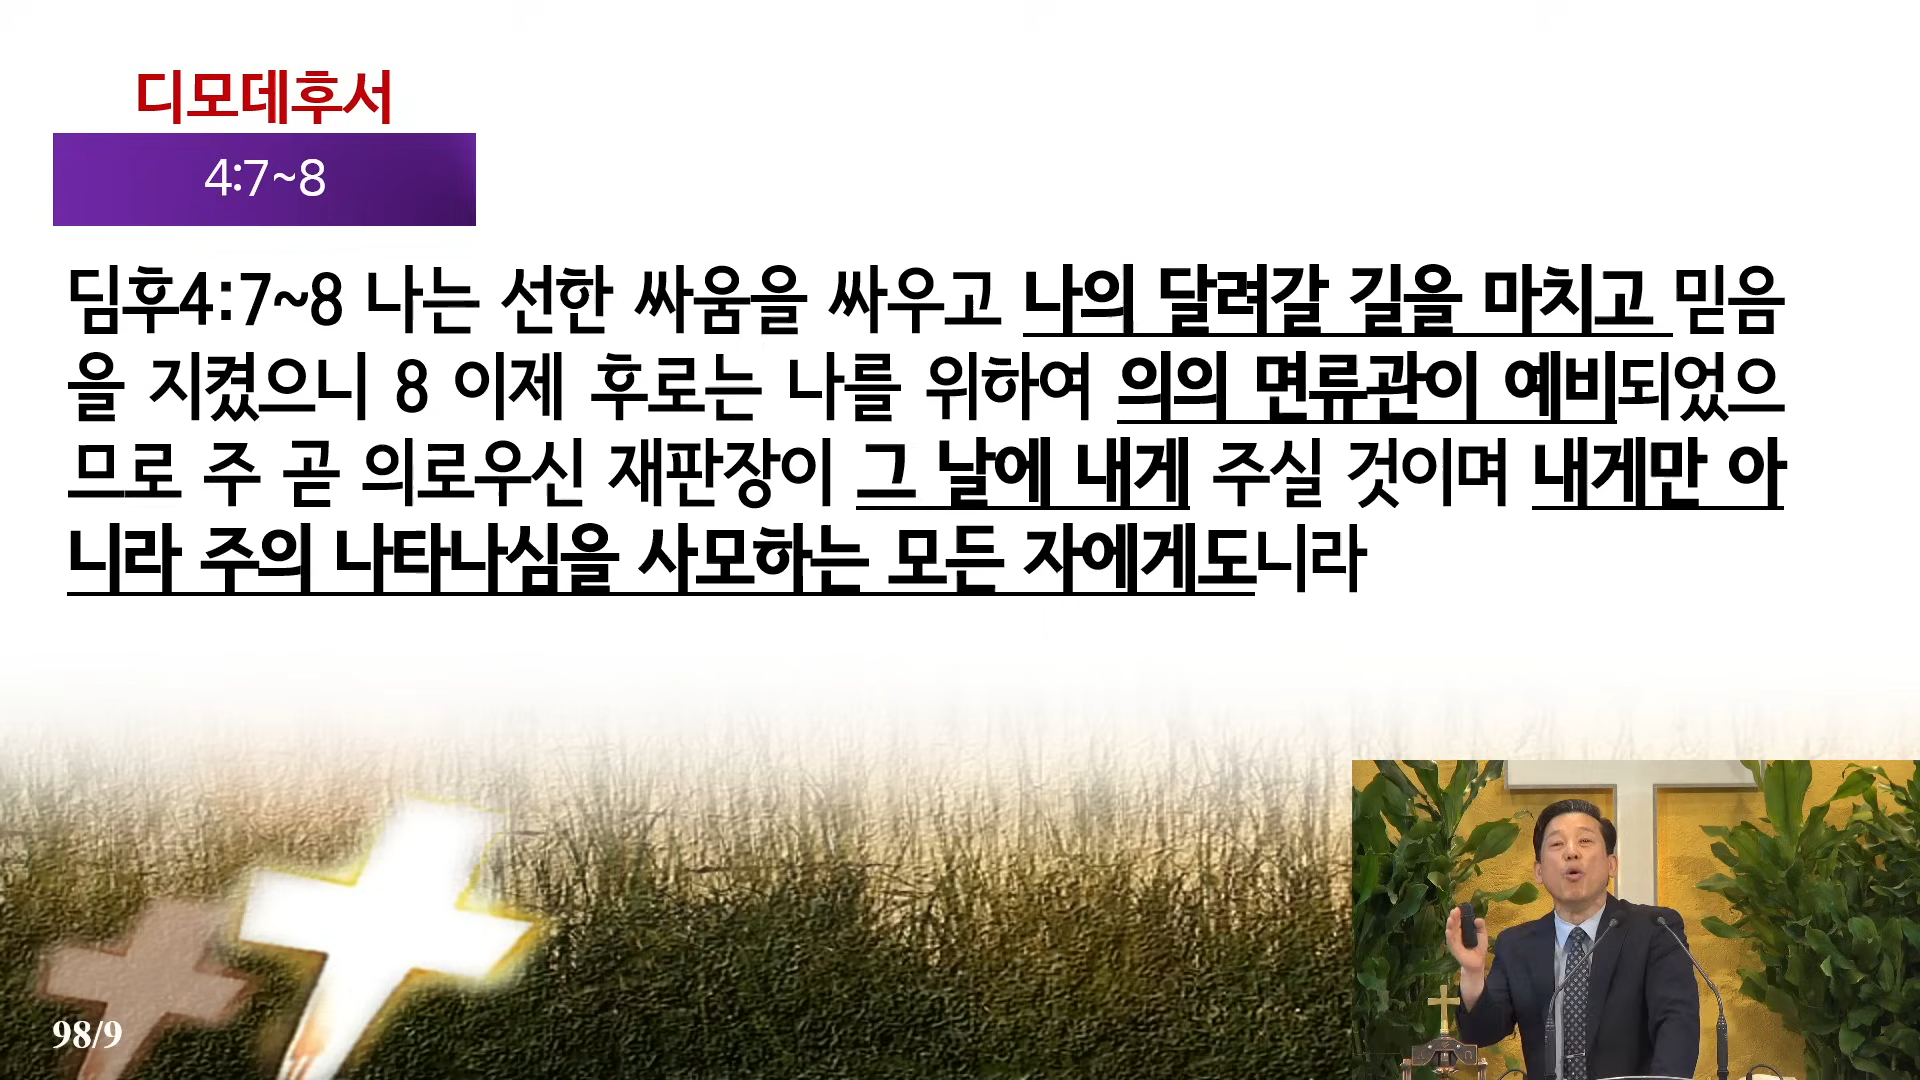 디모데후서
4:7~8
딤후4:7~8 나는 선한 싸움을 싸우고 나의 달려갈 길을 마치고 믿음
을 지켰으니 8 이제 후로는 나를 위하여 의의 면류관이 예비되었으
므로 주 곧 의로우신 재판장이 그 날에 내게 주실 것이며 내게만 아
니라 주의 나타나심을 사모하는 모든 자에게도니라
98/9